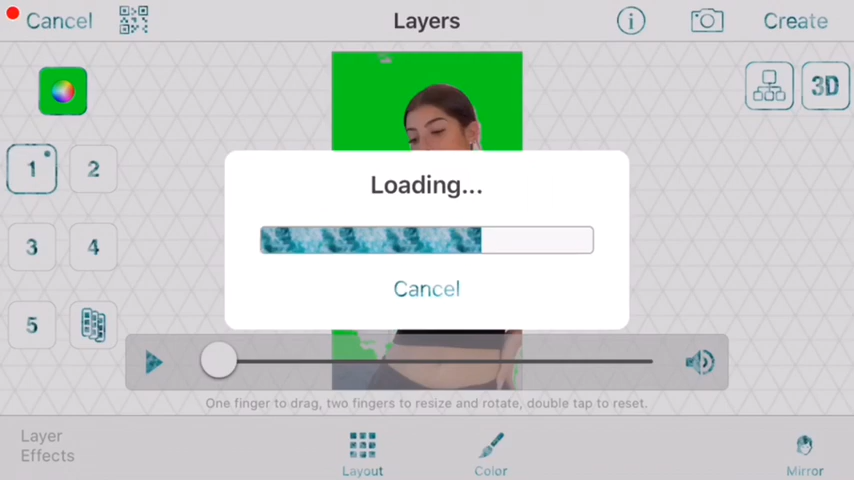 Cancel
Layers
Create
3D
1
2
3
4
5
Loading...
Cancel
One finger to drag, two fingers to resize and rotate, double tap to reset.
Layer
Effects
Layout
Color
Mirror